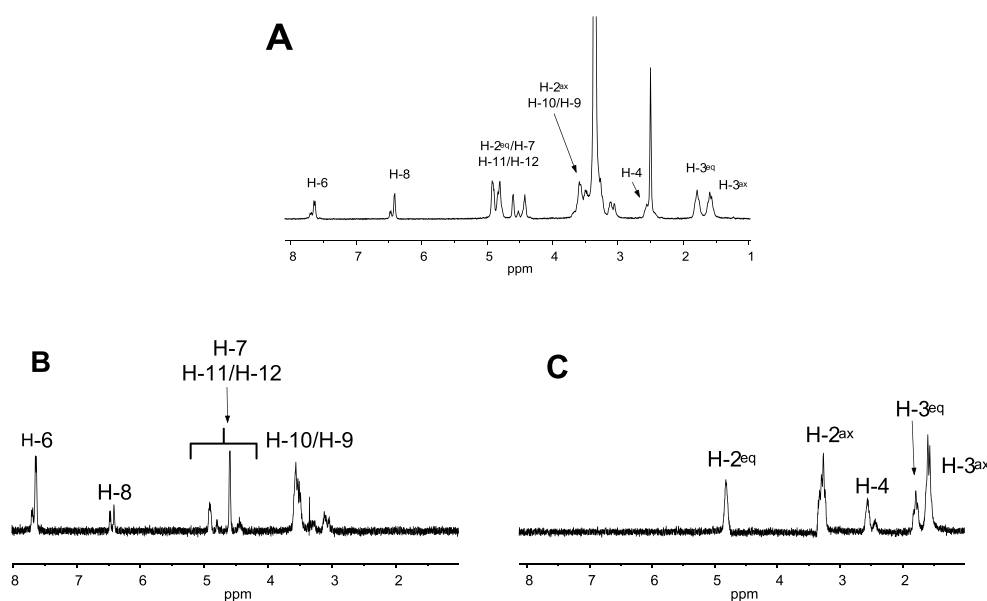 A
H-2ax
H-10/H-9
H-2eq/H-7
H-11/H-12
H-6
H-8
H-4
H-3eq
H-3ax
8 7 6 5 4 3 2 1
ppm
B
H-7
H-11/H-12
H-6
H-8
H-10/H-9
8 7 6 5 4 3 2
ppm
C
H-2eq
H-2ax
H-4
H-3eq
H-3ax
8 7 6 5 4 3 2
ppm